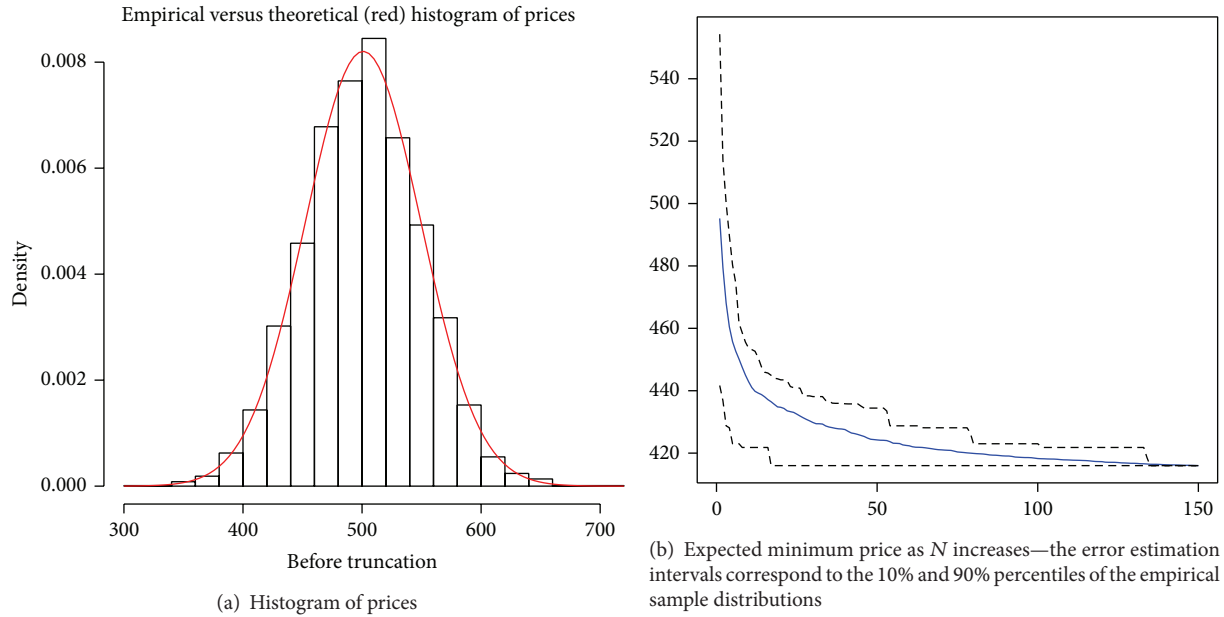 Empirical versus theoretical (red) histogram of prices
0.008
0.006
0.004
0.002
0.000
Density
300 400 500 600 700
Before truncation
(a) Histogram of prices
540
520
500
480
460
440
420
0 50 100 150
(b) Expected minimum price as N increases—the error estimation
intervals correspond to the 10% and 90% percentiles of the empirical
sample distributions